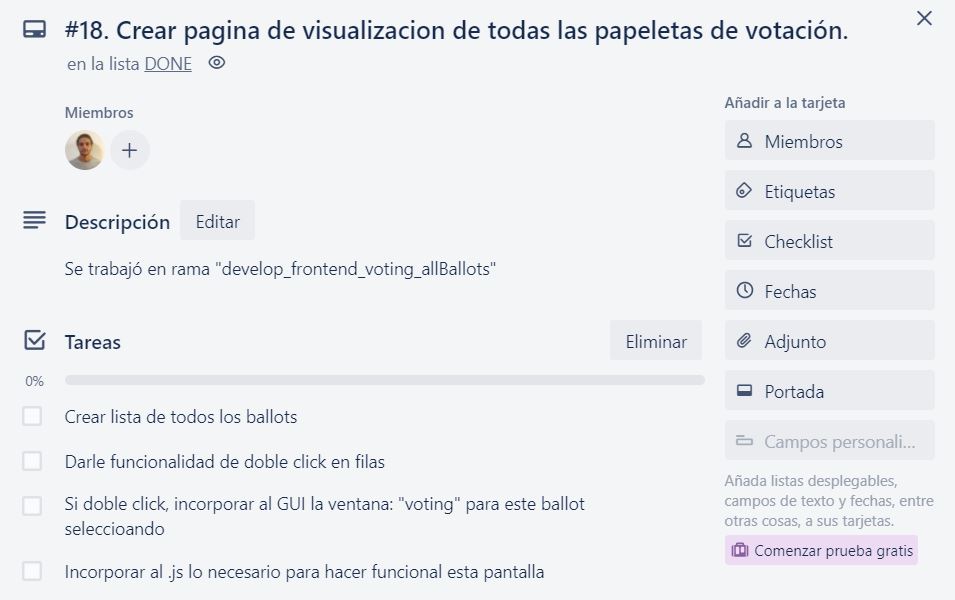 #18. Crear pagina de visualizacion de todas las papeletas de votación.
en la lista DONE
Miembros
Descripción
Editar
Se trabajó en rama "develop_frontend_voting_allBallots"
Tareas
Eliminar
0%
Crear lista de todos los ballots
Darle funcionalidad de doble click en filas
Si doble click, incorporar al GUI la ventana: "voting" para este ballot
seleccioando
Incorporar al .js lo necesario para hacer funcional esta pantalla
Añadir a la tarjeta
Miembros
Etiquetas
Checklist
Fechas
Adjunto
Portada
Campos personali...
Añada listas desplegables,
campos de texto y fechas, entre
otras cosas, a sus tarjetas.
Comenzar prueba gratis